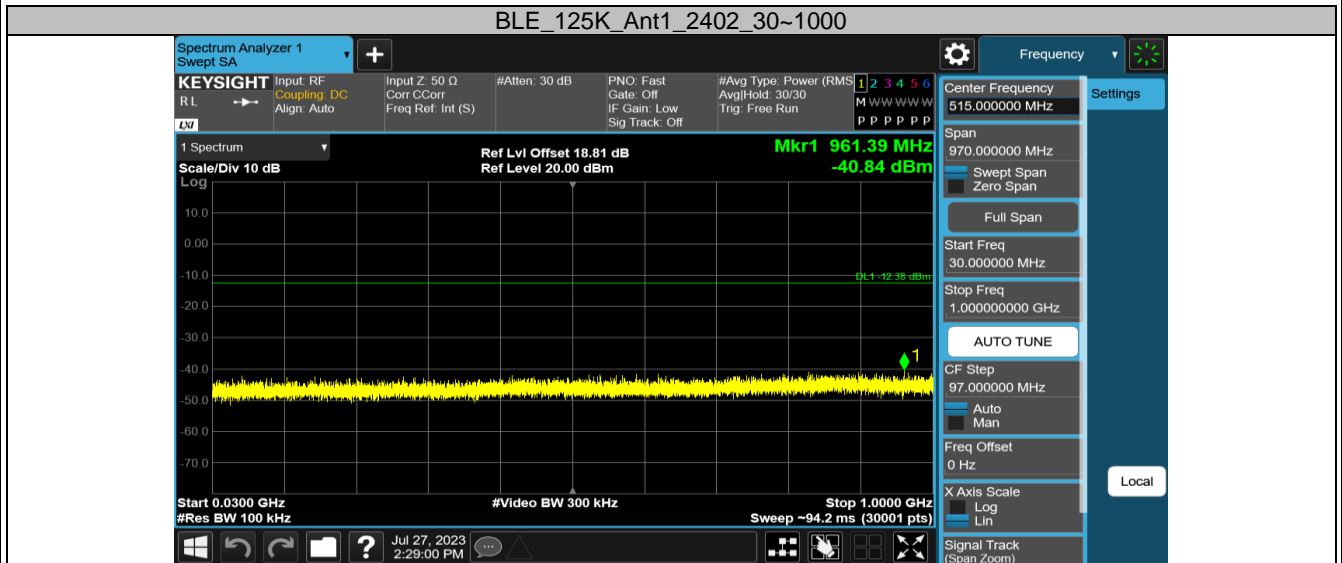 BLE_125K_Ant1_2402_30~1000
Spectrum Analyzer 1
Swept SA
Frequency
KEYSIGHT
R L
LXI
Input: RF
Coupling: DC
Align: Auto
Input Z: 50 Ω
Corr CCorr
Freq Ref: Int (S)
#Atten: 30 dB
PNO: Fast
Gate: Off
IF Gain: Low
Sig Track: Off
#Avg Type: Power (RMS
Avg|Hold: 30/30
Trig: Free Run
1 2 3 4 5 6
M W W W W W
P P P P P P
1 Spectrum
Scale/Div 10 dB
Log
Ref Lvl Offset 18.81 dB
Ref Level 20.00 dBm
Mkr1 961.39 MHz
-40.84 dBm
10.0
0.00
-10.0
DL1 -12.38 dBm
-20.0
-30.0
-40.0
1
-50.0
-60.0
-70.0
Start 0.0300 GHz
#Res BW 100 kHz
#Video BW 300 kHz
Stop 1.0000 GHz
Sweep ~94.2 ms (30001 pts)
Jul 27, 2023
2:29:00 PM
?
Center Frequency
515.000000 MHz
Settings
Span
970.000000 MHz
Swept Span
Zero Span
Full Span
Start Freq
30.000000 MHz
Stop Freq
1.000000000 GHz
AUTO TUNE
CF Step
97.000000 MHz
Auto
Man
Freq Offset
0 Hz
X Axis Scale
Log
Lin
Local
Signal Track
(Span Zoom)